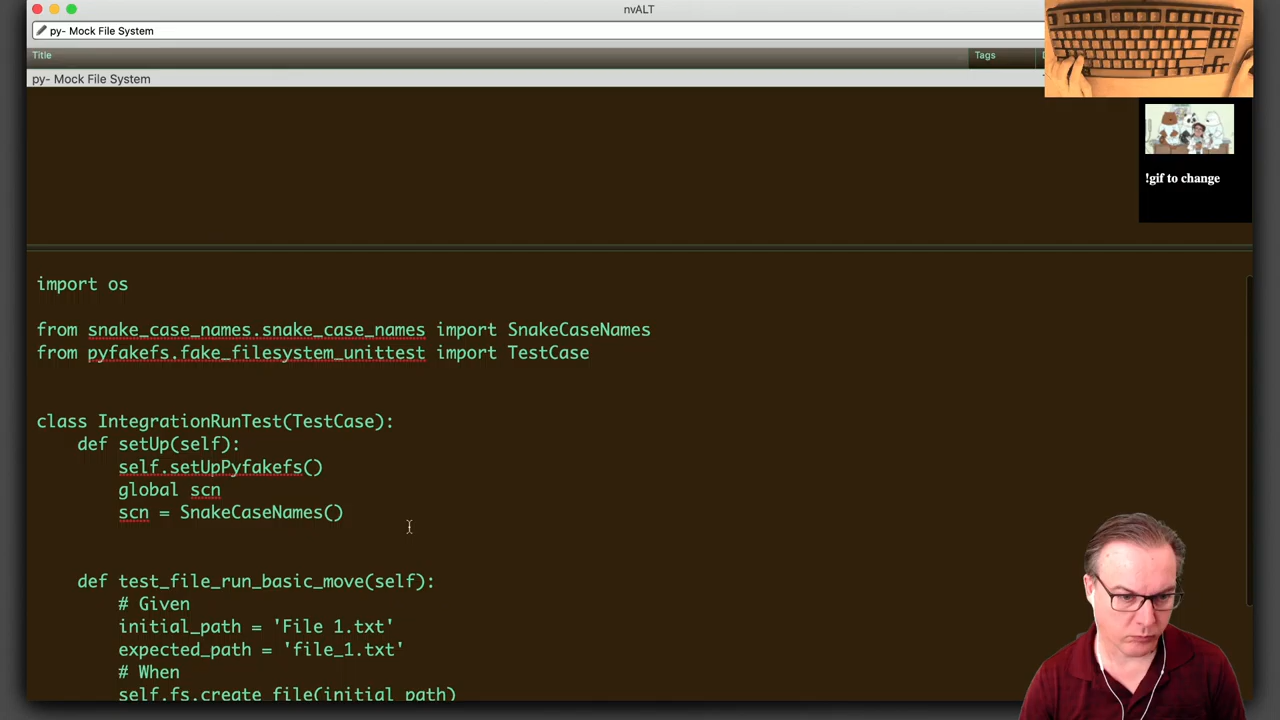 nvALT
py- Mock File System
Title
Tags
py- Mock File System
!gif to change
import os
from snake_case_names.snake_case_names import SnakeCaseNames
from pyfakefs.fake_filesystem_unittest import TestCase
class IntegrationRunTest(TestCase):
def setUp(self):
self.setUpPyfakefs()
global scn
scn = SnakeCaseNames()
def test_file_run_basic_move(self):
# Given
initial_path = 'File 1.txt'
expected_path = 'file_1.txt'
# When
self.fs.create_file(initial_path)